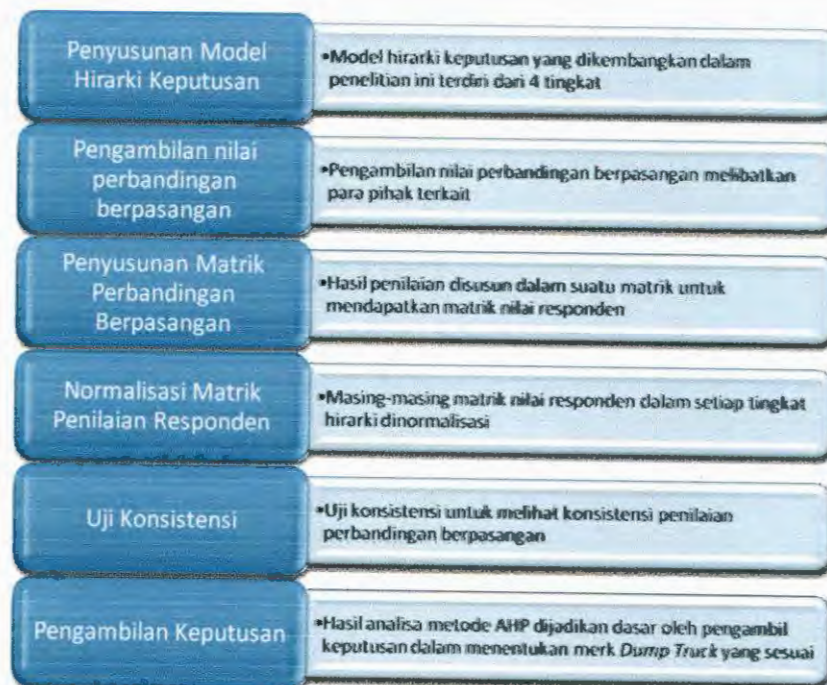 Penyusunan Model
Hirarki Keputusan
•Model hirarki keputusan yang dikembangkan dalam
penelitian ini terdiri dari 4 tingkat
Pengambilan nilai
perbandingan
berpasangan
•Pengambilan nilai perbandingan berpasangan melibatkan
para pihak terkait
Penyusunan Matrik
Perbandingan
Berpasangan
•Hasil penilaian disusun dalam suatu matrik untuk
mendapatkan matrik nilai responden
Normalisasi Matrik
Penilaian Responden
•Masing-masing matrik nilai responden dalam setiap tingkat
hirarki dinormalisasi
Uji Konsistensi
•Uji konsistensi untuk melihat konsistensi penilaian
perbandingan berpasangan
Pengambilan Keputusan
•Hasil analisa metode AHP dijadikan dasar oleh pengambil
keputusan dalam menentukan merk Dump Truck yang sesuai